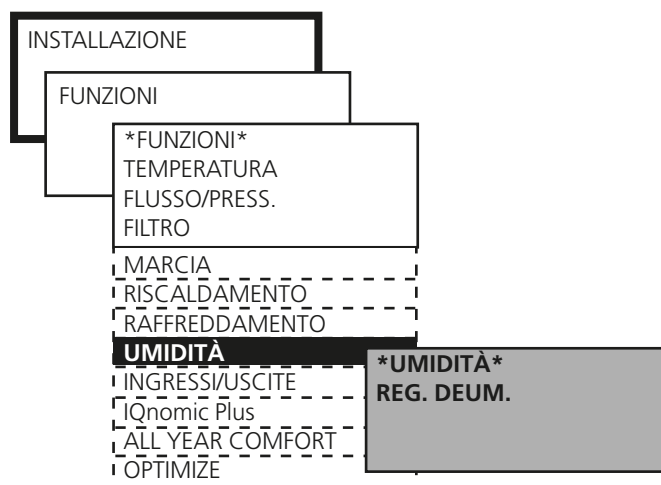 INSTALLAZIONE
FUNZIONI
*FUNZIONI*
TEMPERATURA
FLUSSO/PRESS.
FILTRO
MARCIA
RISCALDAMENTO
RAFFREDDAMENTO
UMIDITÀ
INGRESSI/USCITE
IQnomic Plus
ALL YEAR COMFORT
OPTIMIZE
*UMIDITÀ*
REG. DEUM.